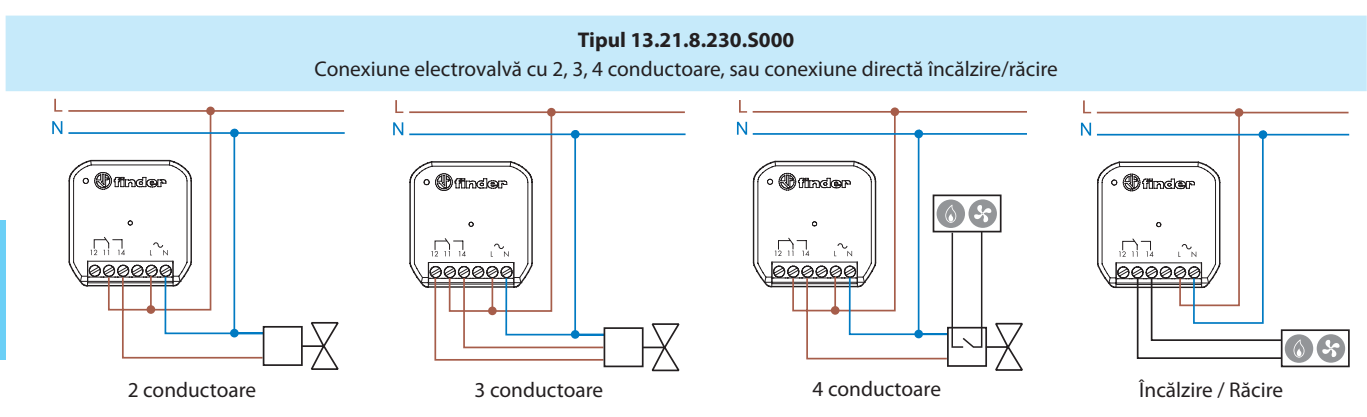 Tipul 13.21.8.230.S000
Conexiune electrovalvă cu 2, 3, 4 conductoare, sau conexiune directă încălzire/răcire
L
N
finder
12 11 14 L N
2 conductoare
L
N
finder
12 11 14 L N
3 conductoare
L
N
finder
12 11 14 L N
4 conductoare
L
N
finder
12 11 14 L N
Încălzire / Răcire